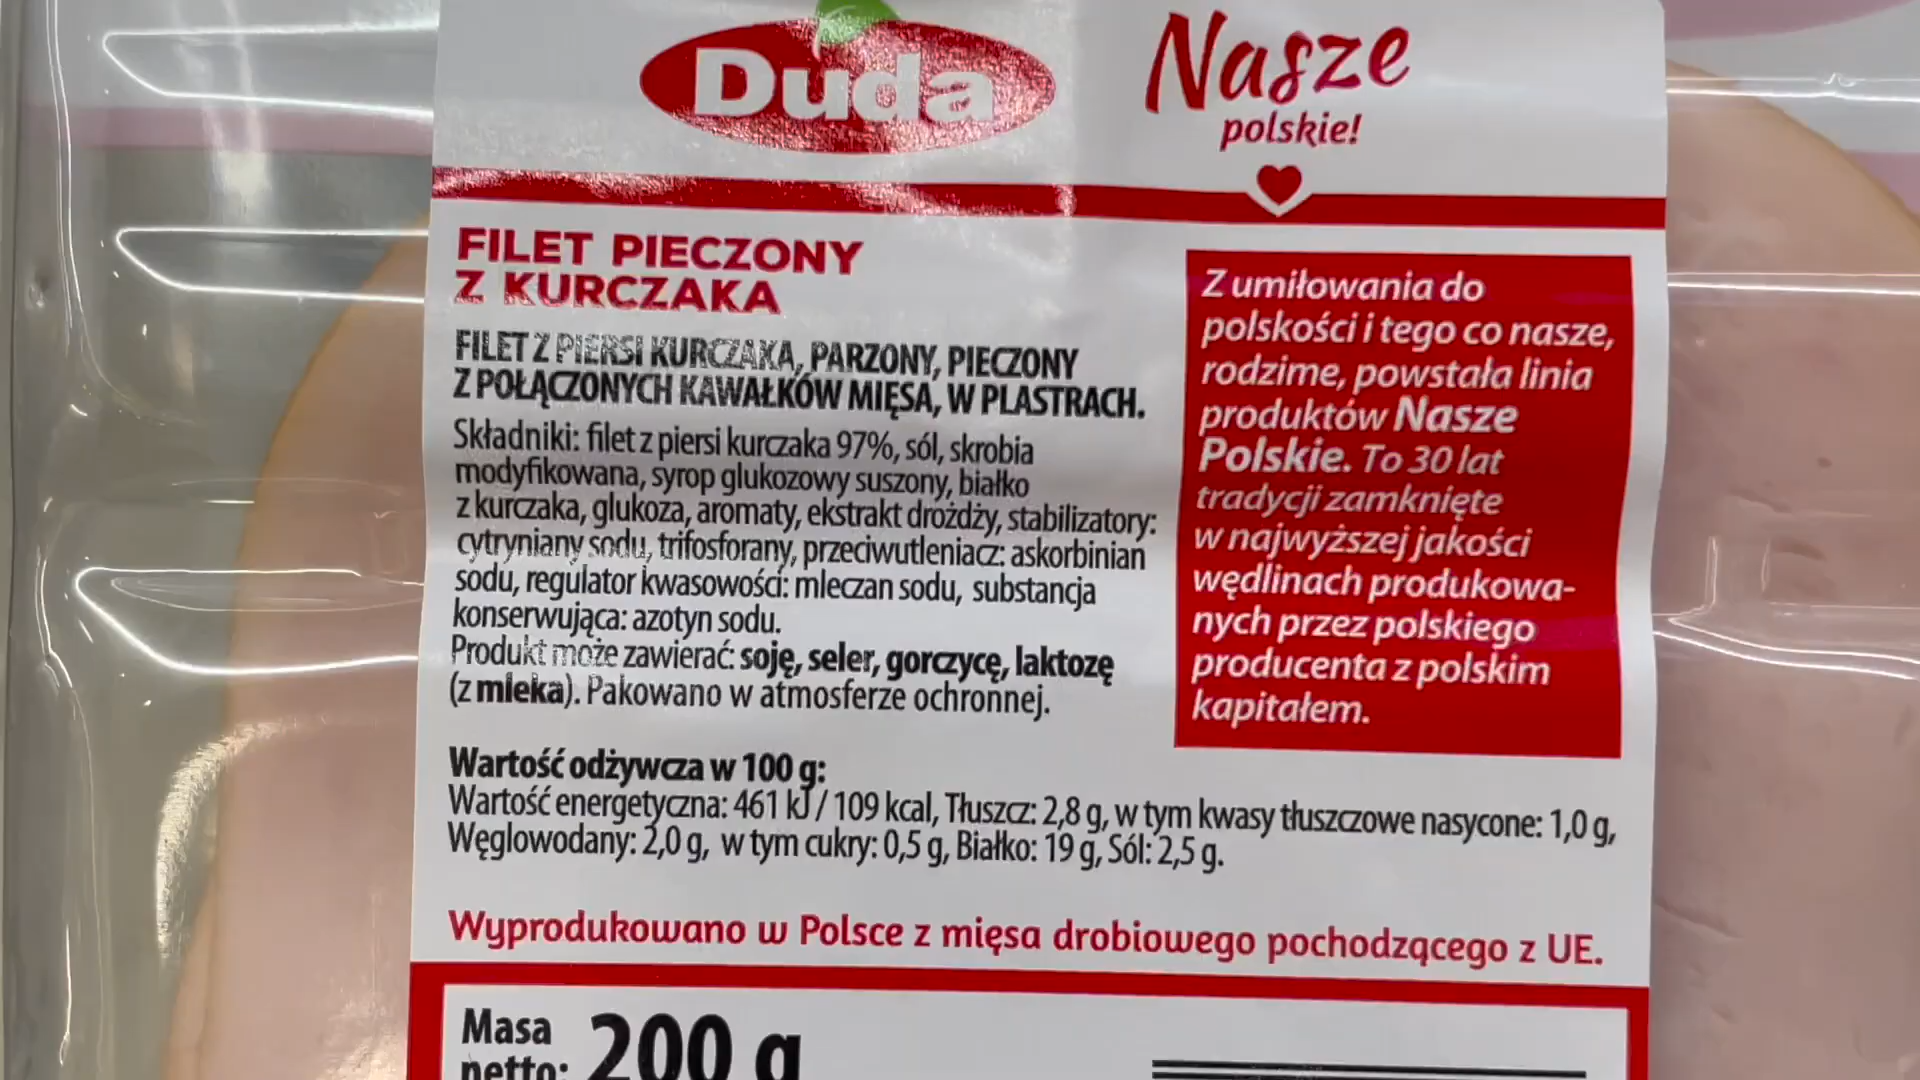 Duda
Nasze
polskie!
FILET PIECZONY
Z KURCZAKA
FILET Z PIERSI KURCZAKA, PARZONY, PIECZONY
Z POŁĄCZONYCH KAWAŁKÓW MIĘSA, W PLASTRACH.
Składniki: filet z piersi kurczaka 97%, sól, skrobia
modyfikowana, syrop glukozowy suszony, białko
z kurczaka, glukoza, aromaty, ekstrakt drożdży, stabilizatory:
cytryniany sodu, trifosforany, przeciwutleniacz: askorbinian
sodu, regulator kwasowości: mleczan sodu, substancja
konserwująca: azotyn sodu.
Produkt może zawierać: soję, seler, gorczycę, laktozę
(z mleka). Pakowano w atmosferze ochronnej.
Z umiłowania do
polskości i tego co nasze,
rodzime, powstała linia
produktów Nasze
Polskie. To 30 lat
tradycji zamknięte
w najwyższej jakości
wędlinach produkowa-
nych przez polskiego
producenta z polskim
kapitałem.
Wartość odżywcza w 100 g:
Wartość energetyczna: 461 kJ / 109 kcal, Tłuszcz: 2,8 g, w tym kwasy tłuszczowe nasycone: 1,0 g,
Węglowodany: 2,0 g, w tym cukry: 0,5 g, Białko: 19 g, Sól: 2,5 g.
Wyprodukowano w Polsce z mięsa drobiowego pochodzącego z UE.
Masa
netto: 200 g